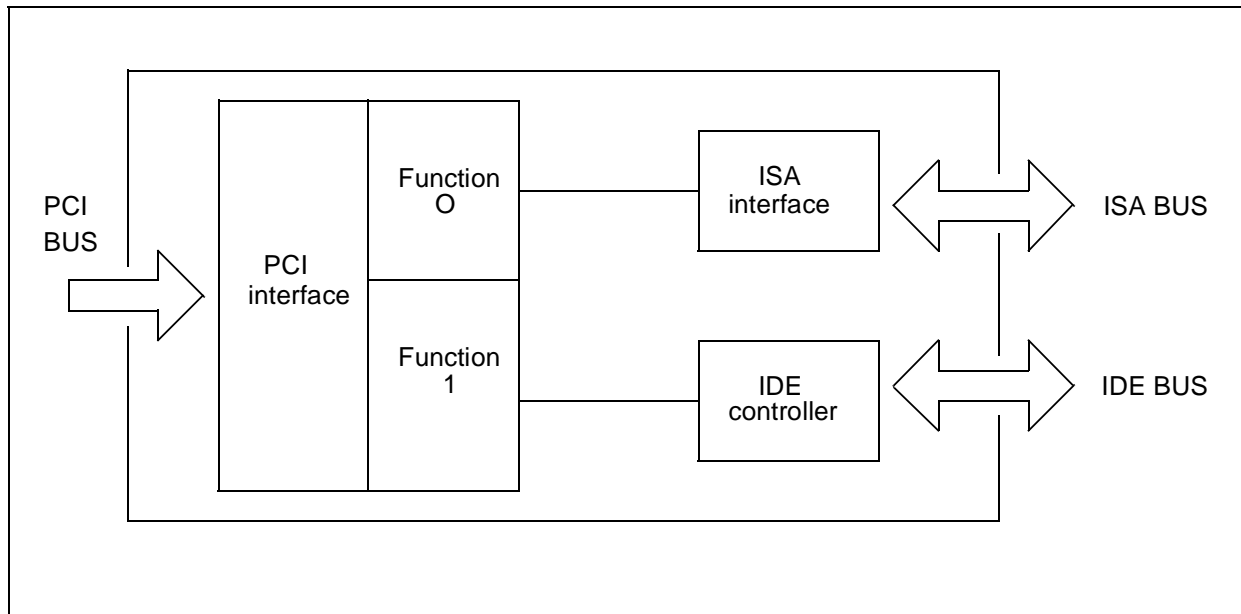 PCI
BUS
PCI
interface
Function
O
Function
1
ISA
interface
IDE
controller
ISA BUS
IDE BUS